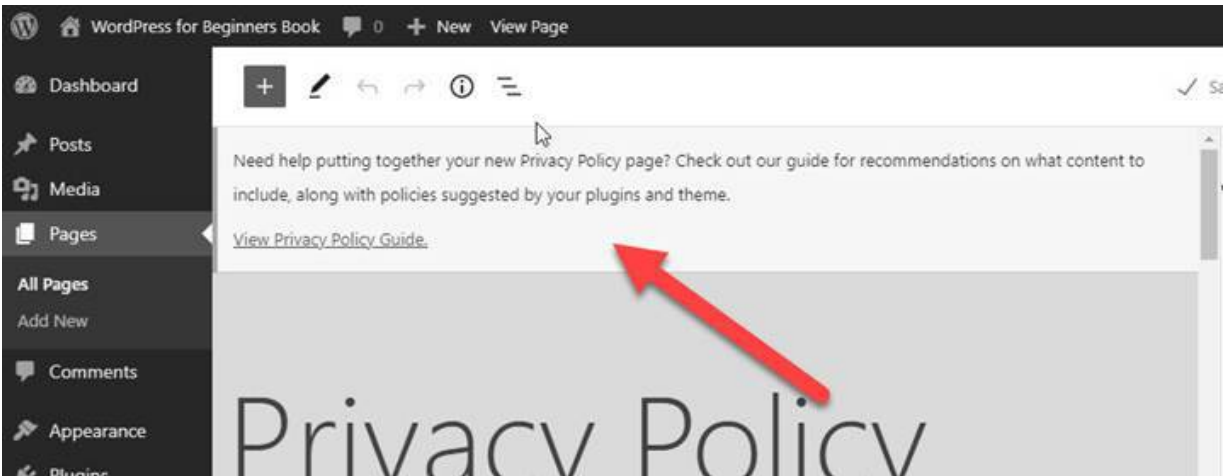 WordPress for Beginners Book 0 New View Page
Dashboard
Posts
Media
Pages
All Pages
Add New
Comments
Appearance
Plugins
Need help putting together your new Privacy Policy page? Check out our guide for recommendations on what content to
include, along with policies suggested by your plugins and theme.
View Privacy Policy Guide.
Privacy Policy